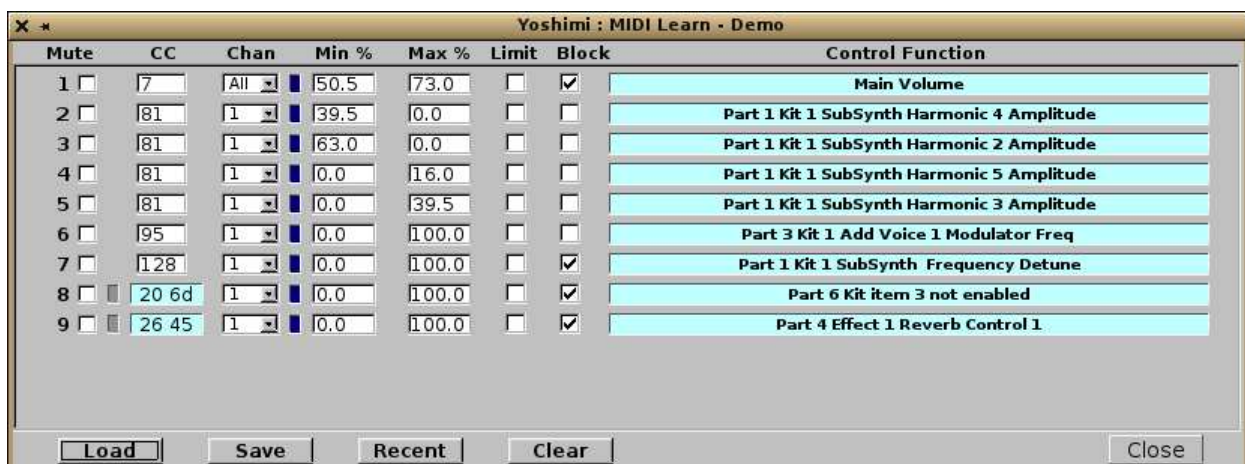 Yoshimi : MIDI Learn - Demo
Mute CC Chan Min % Max % Limit Block Control Function
1 7 All 50.5 73.0 Main Volume
2 81 1 39.5 0.0 Part 1 Kit 1 SubSynth Harmonic 4 Amplitude
3 81 1 63.0 0.0 Part 1 Kit 1 SubSynth Harmonic 2 Amplitude
4 81 1 0.0 16.0 Part 1 Kit 1 SubSynth Harmonic 5 Amplitude
5 81 1 0.0 39.5 Part 1 Kit 1 SubSynth Harmonic 3 Amplitude
6 95 1 0.0 100.0 Part 3 Kit 1 Add Voice 1 Modulator Freq
7 128 1 0.0 100.0 Part 1 Kit 1 SubSynth Frequency Detune
8 20 6d 1 0.0 100.0 Part 6 Kit item 3 not enabled
9 26 45 1 0.0 100.0 Part 4 Effect 1 Reverb Control 1
Load Save Recent Clear Close